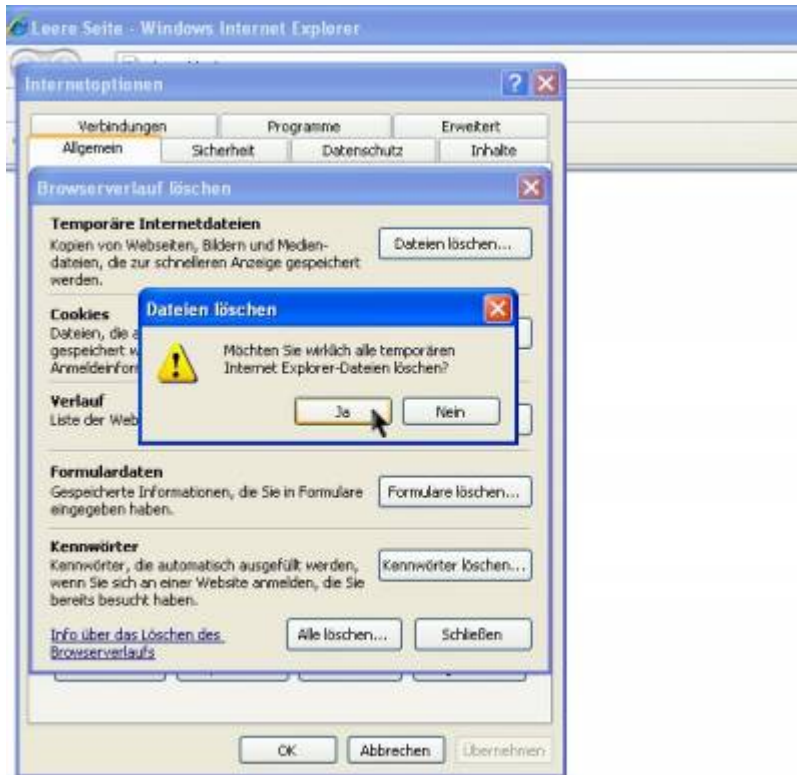 Leere Seite - Windows Internet Explorer
Internetoptionen
Verbindungen Programme Erweitert
Allgemein Sicherheit Datenschutz Inhalte
Browserverlauf löschen
Temporäre Internetdateien
Kopien von Webseiten, Bildern und Medien-
dateien, die zur schnelleren Anzeige gespeichert
werden.
Dateien löschen...
Cookies
Dateien, die
gespeichert
Dateien löschen
Möchten Sie wirklich alle temporären
Internet Explorer-Dateien löschen?
Ja Nein
Verlauf
Liste der
Formulardaten
Gespeicherte Informationen, die Sie in Formulare
eingegeben haben.
Formulare löschen...
Kennwörter
Kennwörter, die automatisch ausgefüllt werden,
wenn Sie sich an einer Website anmelden, die Sie
bereits besucht haben.
Kennwörter löschen...
Info über das Löschen des
Browserverlaufs
Alle löschen... Schließen
OK Abbrechen Übernehmen